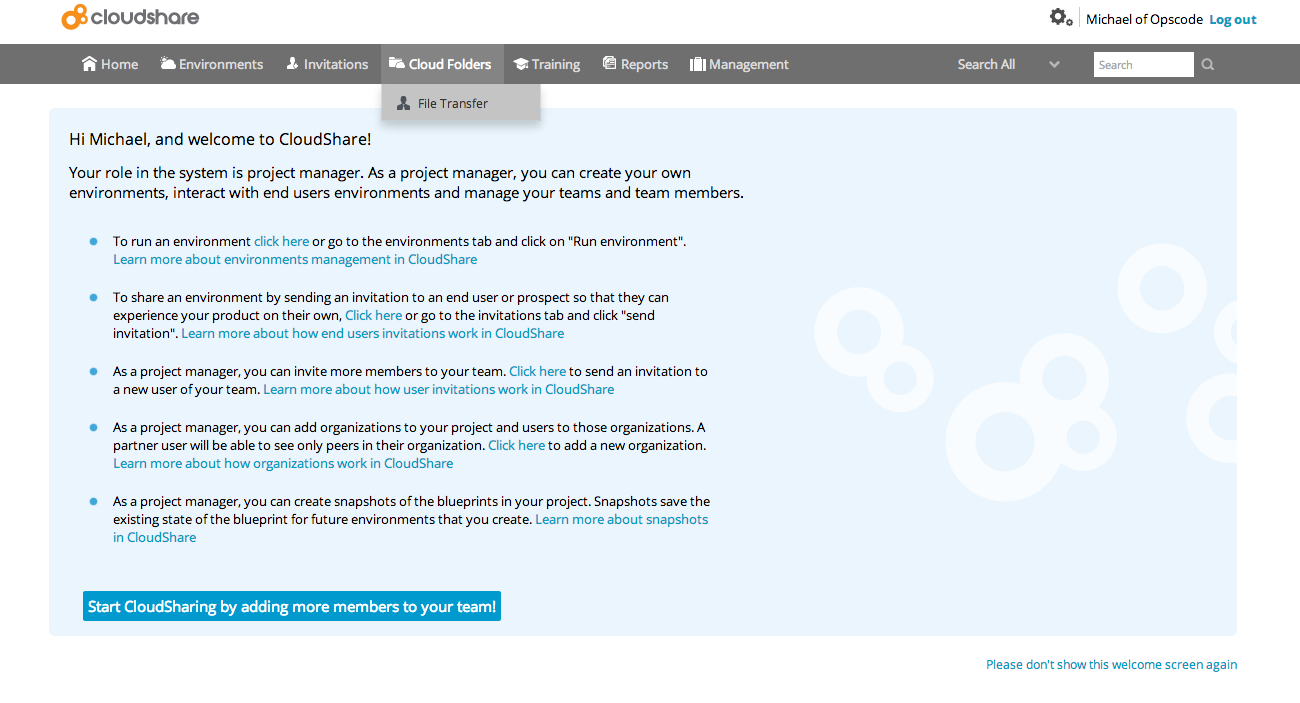 cloudshare
Michael of Opscode Log out
Home Environments Invitations Cloud Folders Training Reports Management Search All Search
File Transfer
Hi Michael, and welcome to CloudShare!
Your role in the system is project manager. As a project manager, you can create your own
environments, interact with end users environments and manage your teams and team members.
To run an environment click here or go to the environments tab and click on "Run environment".
Learn more about environments management in CloudShare
To share an environment by sending an invitation to an end user or prospect so that they can
experience your product on their own, Click here or go to the invitations tab and click "send
invitation". Learn more about how end users invitations work in CloudShare
As a project manager, you can invite more members to your team. Click here to send an invitation to
a new user of your team. Learn more about how user invitations work in CloudShare
As a project manager, you can add organizations to your project and users to those organizations. A
partner user will be able to see only peers in their organization. Click here to add a new organization.
Learn more about how organizations work in CloudShare
As a project manager, you can create snapshots of the blueprints in your project. Snapshots save the
existing state of the blueprint for future environments that you create. Learn more about snapshots
in CloudShare
Start CloudSharing by adding more members to your team!
Please don't show this welcome screen again